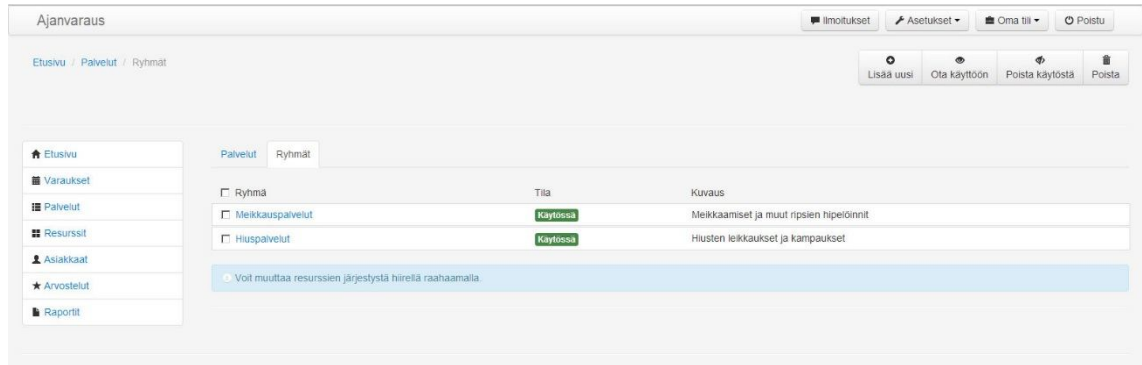 Ajanvaraus Ilmoitukset Asetukset Oma tili Poistu
Etusivu / Palvelut / Ryhmät
Lisää uusi Ota käyttöön Poista käytöstä Poista
Etusivu
Varaukset
Palvelut
Resurssit
Asiakkaat
Arvostelut
Raportit
Palvelut Ryhmät
Ryhmä Tila Kuvaus
Meikkauspalvelut Käytössä Meikkaamiset ja muut ripsien hipelöinnit
Hiuspalvelut Käytössä Hiusten leikkaukset ja kampaukset
Voit muuttaa resurssien järjestystä hiirellä raahaamalla.